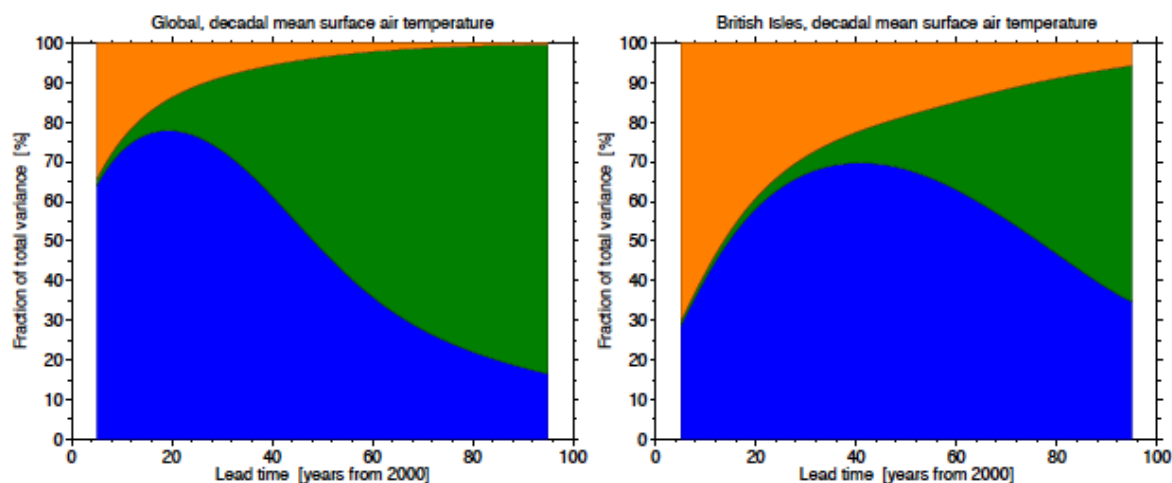 Global, decadal mean surface air temperature
Fraction of total variance [%]
100
90
80
70
60
50
40
30
20
10
0
0 20 40 60 80 100
Lead time [years from 2000]
British Isles, decadal mean surface air temperature
Fraction of total variance [%]
100
90
80
70
60
50
40
30
20
10
0
0 20 40 60 80 100
Lead time [years from 2000]